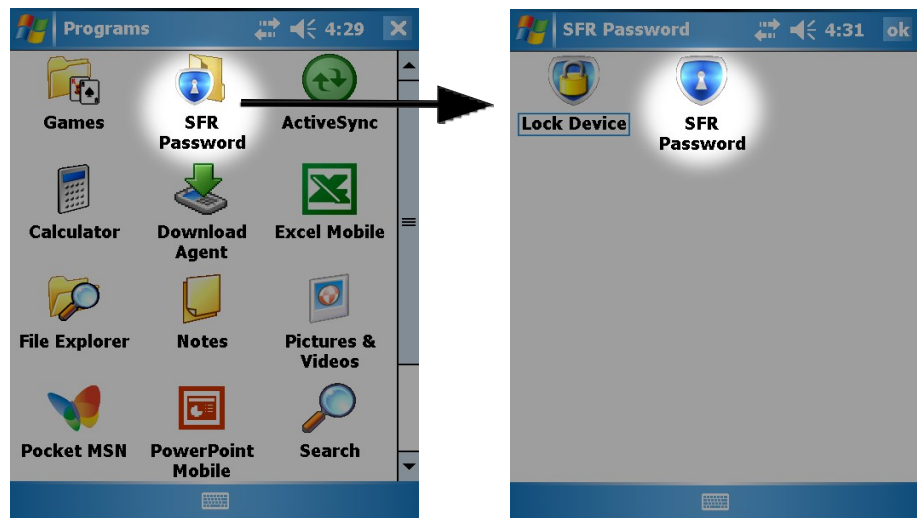 Programs 4:29
Games SFR ActiveSync
Password
Calculator Download Excel Mobile
Agent
File Explorer Notes Pictures &
Videos
Pocket MSN PowerPoint Search
Mobile
SFR Password 4:31 ok
Lock Device SFR
Password